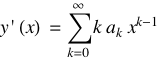 y'(x) = ∑_{k=0}^{∞} k a_k x^{k-1}